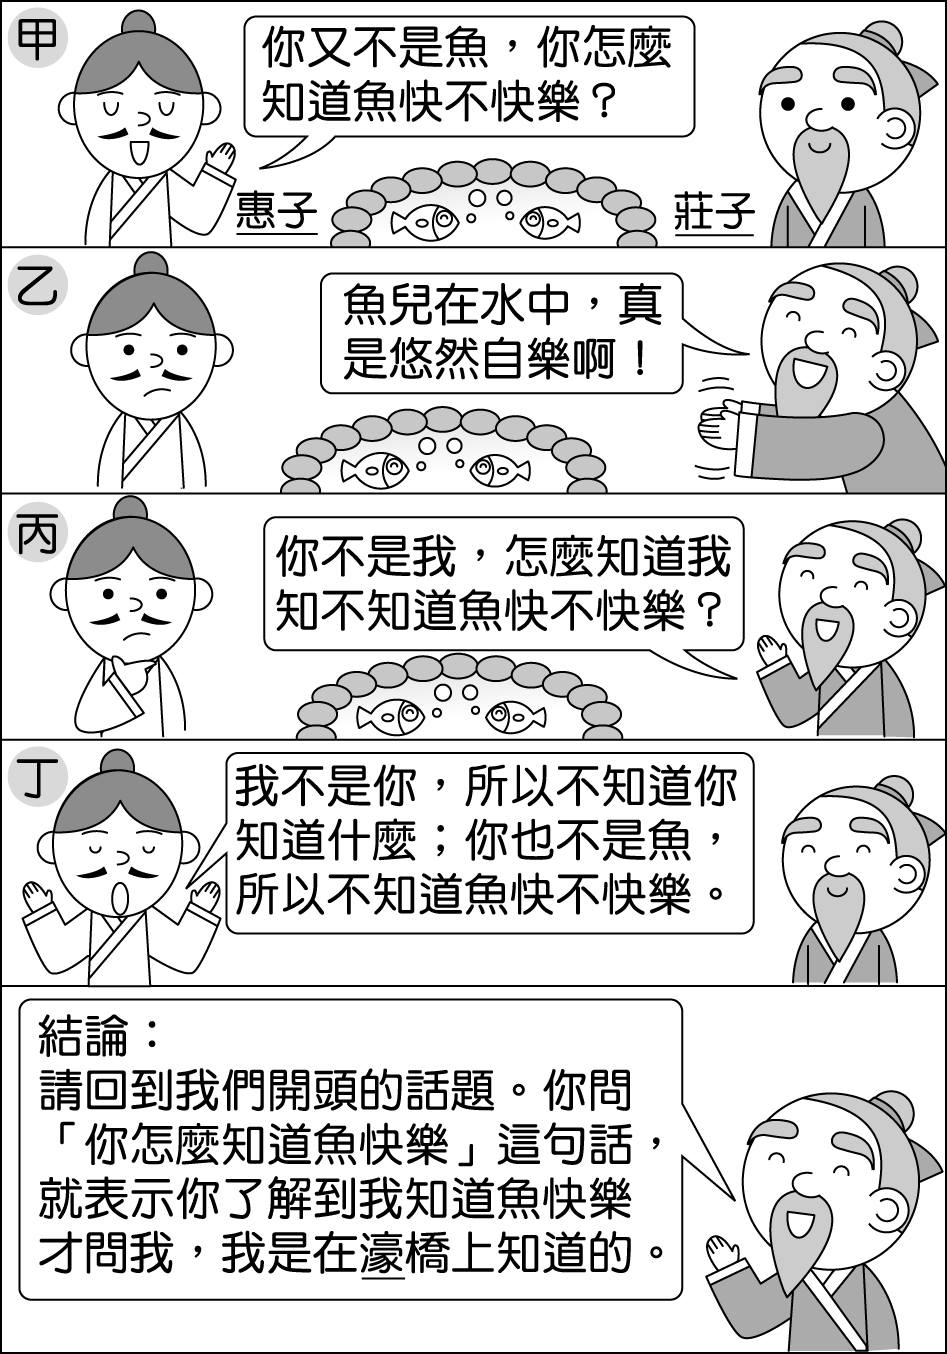 甲
你又不是魚，你怎麼
知道魚快不快樂？
惠子
莊子
乙
魚兒在水中，真
是悠然自樂啊！
丙
你不是我，怎麼知道我
知不知道魚快不快樂？
丁
我不是你，所以不知道你
知道什麼；你也不是魚，
所以不知道魚快不快樂。
結論：
請回到我們開頭的話題。你問
「你怎麼知道魚快樂」這句話，
就表示你了解到我知道魚快樂
才問我，我是在濠橋上知道的。